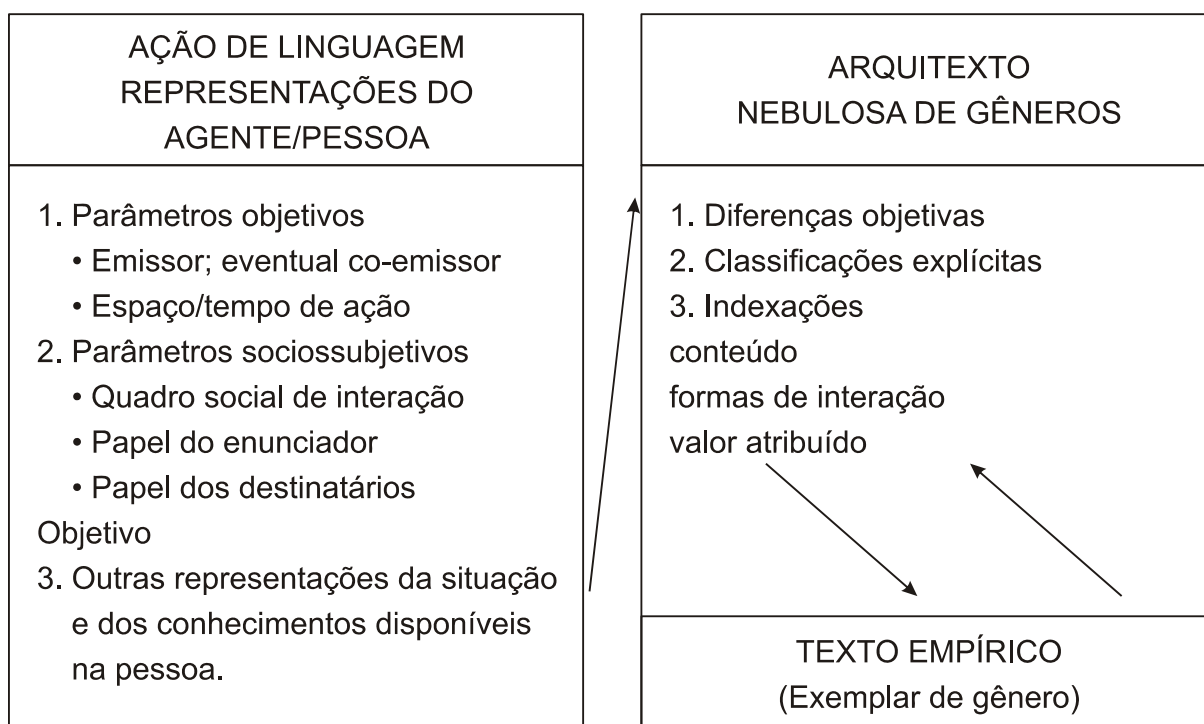 AÇÃO DE LINGUAGEM
REPRESENTAÇÕES DO
AGENTE/PESSOA
1. Parâmetros objetivos
• Emissor; eventual co-emissor
• Espaço/tempo de ação
2. Parâmetros sociossubjetivos
• Quadro social de interação
• Papel do enunciador
• Papel dos destinatários
Objetivo
3. Outras representações da situação
e dos conhecimentos disponíveis
na pessoa.
ARQUITEXTO
NEBULOSA DE GÊNEROS
1. Diferenças objetivas
2. Classificações explícitas
3. Indexações
conteúdo
formas de interação
valor atribuído
TEXTO EMPÍRICO
(Exemplar de gênero)